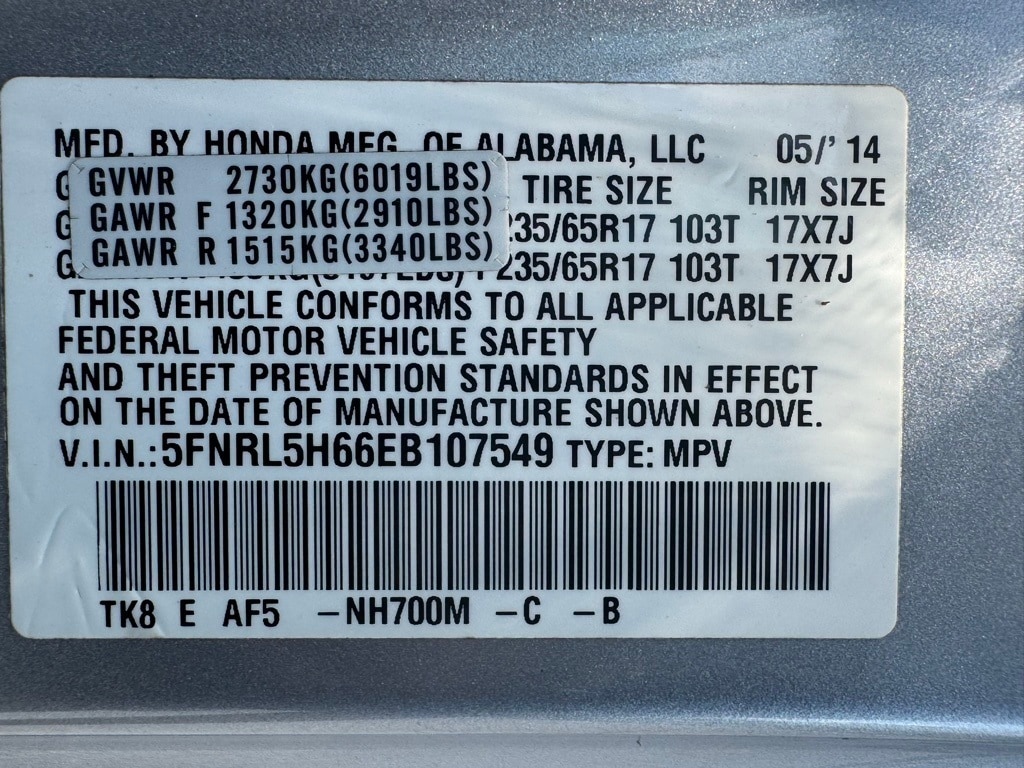 MFD. BY HONDA MFG. OF ALABAMA, LLC 05/' 14
GVWR 2730KG(6019LBS) TIRE SIZE RIM SIZE
GAWR F 1320KG(2910LBS) 235/65R17 103T 17X7J
GAWR R 1515KG(3340LBS) 235/65R17 103T 17X7J
THIS VEHICLE CONFORMS TO ALL APPLICABLE
FEDERAL MOTOR VEHICLE SAFETY
AND THEFT PREVENTION STANDARDS IN EFFECT
ON THE DATE OF MANUFACTURE SHOWN ABOVE.
V.I.N.: 5FNRL5H66EB107549 TYPE: MPV
TK8 E AF5 -NH700M -C -B